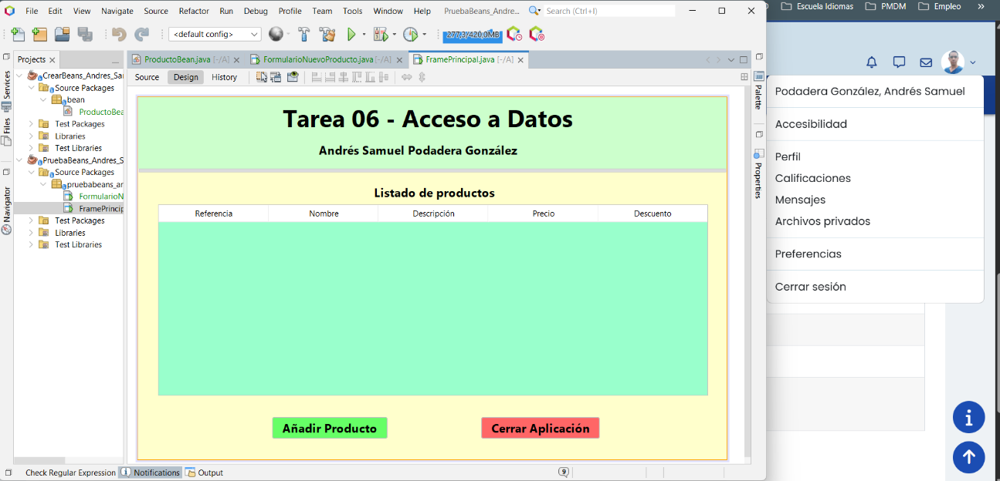 File Edit View Navigate Source Refactor Run Debug Profile Team Tools Window Help PruebaBeans_Andre... Search (Ctrl+I)
Escuela Idiomas PMDM Empleo »
<default config> 277,3/420,0MB
Projects ProductoBean.java [-/A] FormularioNuevoProducto.java [-/A] FramePrincipal.java [-/A]
Source Design History
Services
Files
Navigator
CrearBeans_Andres_Sa
Source Packages
bean
ProductoBea
Test Packages
Libraries
Test Libraries
PruebaBeans_Andres_S
Source Packages
pruebabeans_an
FormularioN
FramePrincip
Test Packages
Libraries
Test Libraries
Tarea 06 - Acceso a Datos
Andrés Samuel Podadera González
Listado de productos
Referencia Nombre Descripción Precio Descuento
Añadir Producto Cerrar Aplicación
Palette
Properties
Check Regular Expression Notifications Output 9
Podadera González, Andrés Samuel
Accesibilidad
Perfil
Calificaciones
Mensajes
Archivos privados
Preferencias
Cerrar sesión